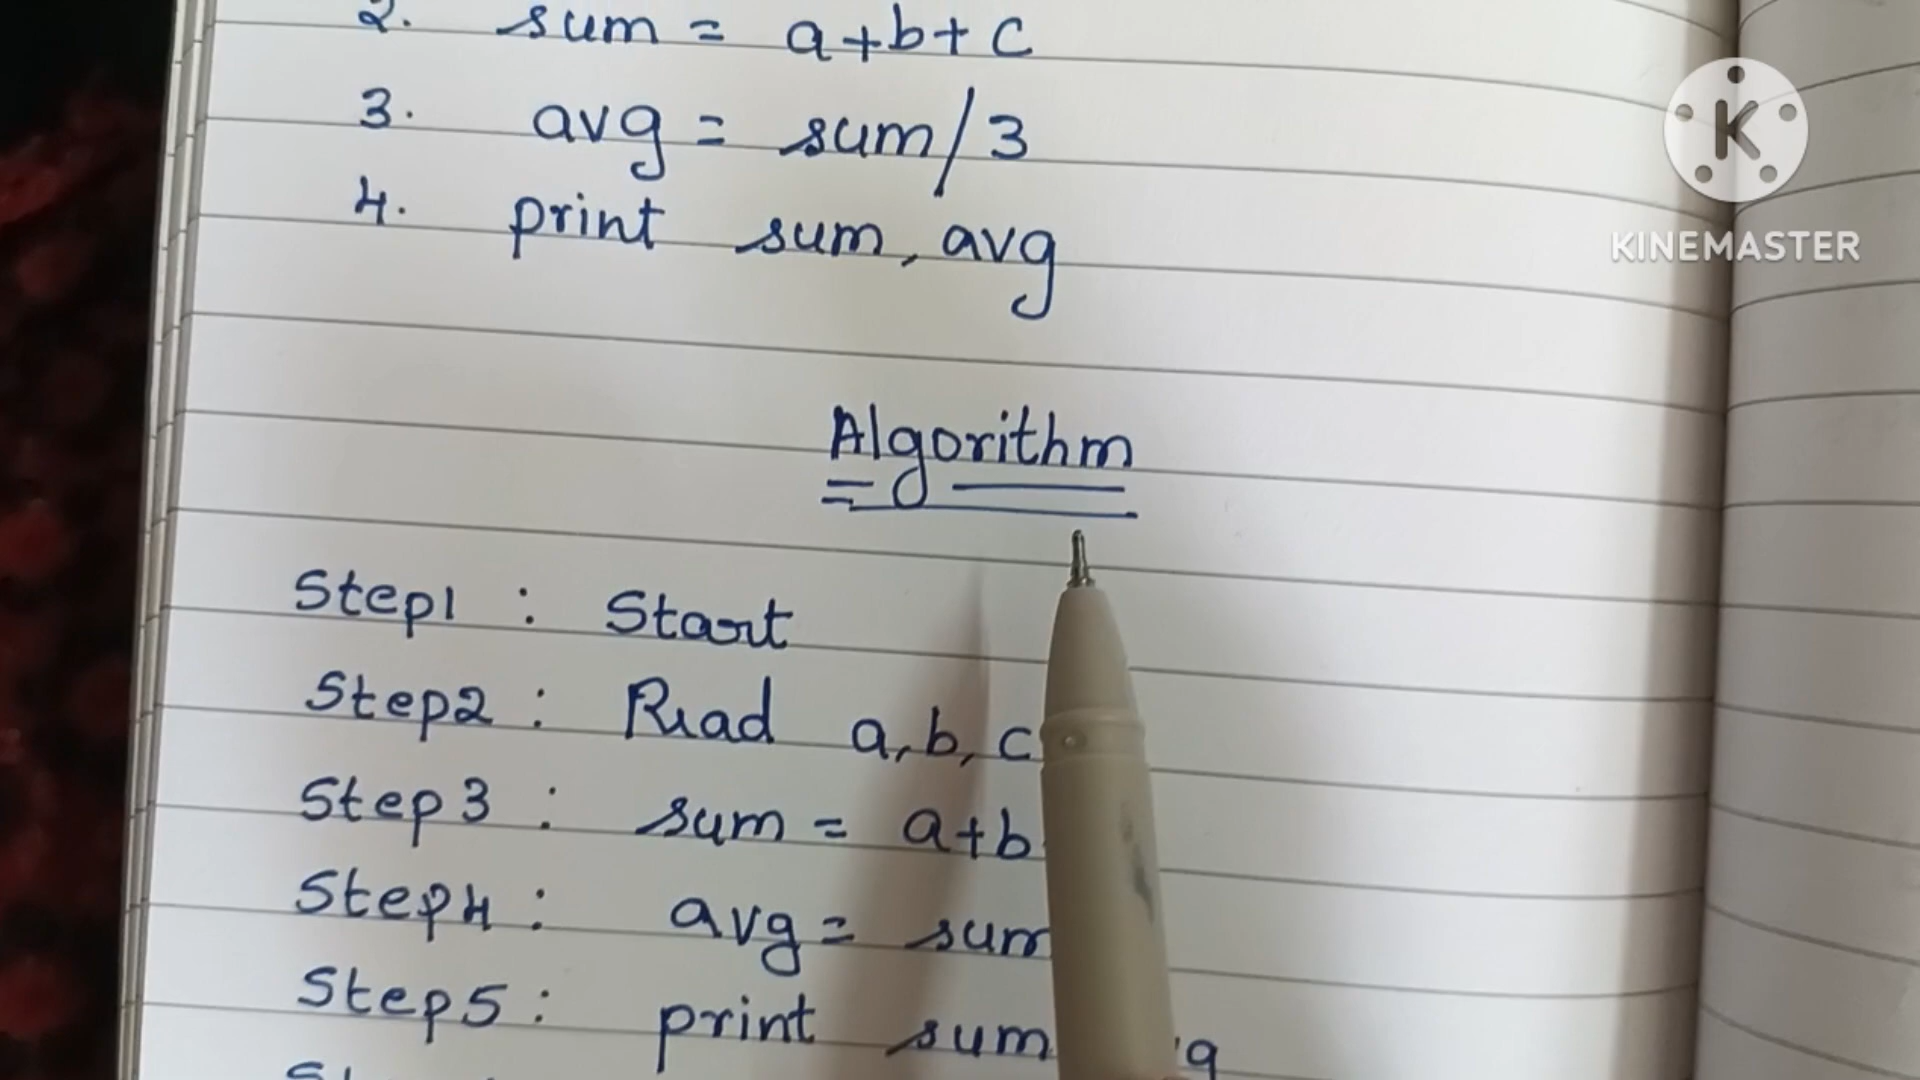 2. sum = a+b+c
3. avg = sum/3
4. print sum, avg
K
KINEMASTER
Algorithm
Step1 : Start
Step2 : Read a, b, c
Step3 : sum = a+b
Step4 : avg = sum
Step5 : print sum